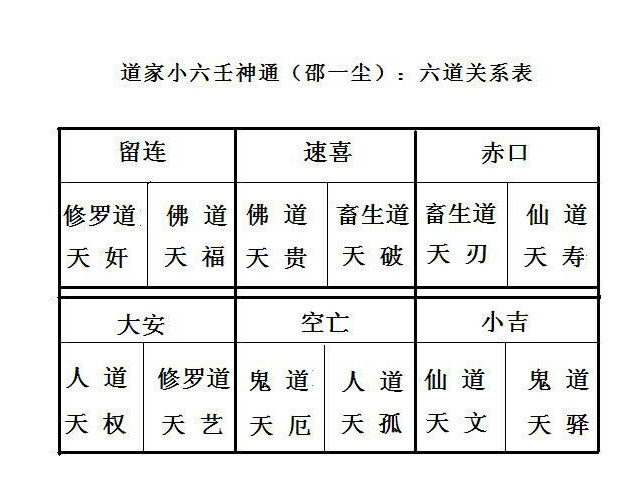 道家小六壬神通（邵一尘）：六道关系表
留连 速喜 赤口
修罗道 佛道 佛道 畜生道 畜生道 仙道
天奸 天福 天贵 天破 天刃 天寿
大安 空亡 小吉
人道 修罗道 鬼道 人道 仙道 鬼道
天权 天艺 天厄 天孤 天文 天驿